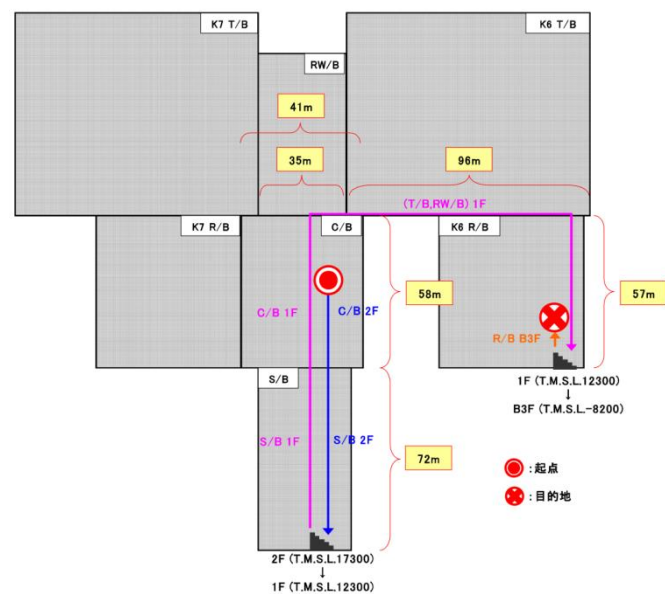 K7 T/B
K6 T/B
RW/B
41m
35m
96m
(T/B,RW/B) 1F
K7 R/B
C/B
K6 R/B
C/B 1F
C/B 2F
58m
57m
R/B B3F
S/B
1F (T.M.S.L.12300)
↓
B3F (T.M.S.L.-8200)
S/B 1F
S/B 2F
72m
:起点
:目的地
2F (T.M.S.L.17300)
↓
1F (T.M.S.L.12300)